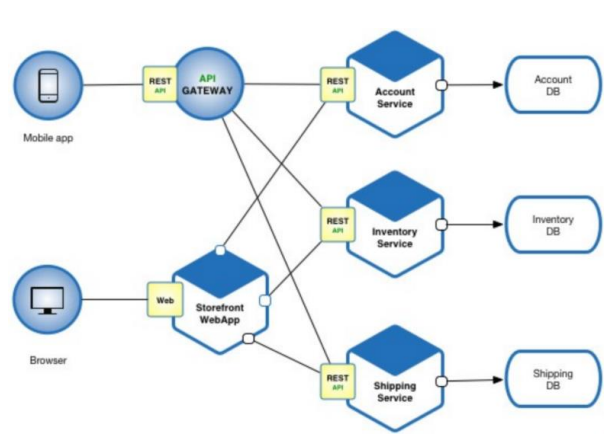 REST
API
API
GATEWAY
Mobile app
REST
API
Account
Service
Account
DB
REST
API
Inventory
Service
Inventory
DB
Web
Storefront
WebApp
Browser
REST
API
Shipping
Service
Shipping
DB